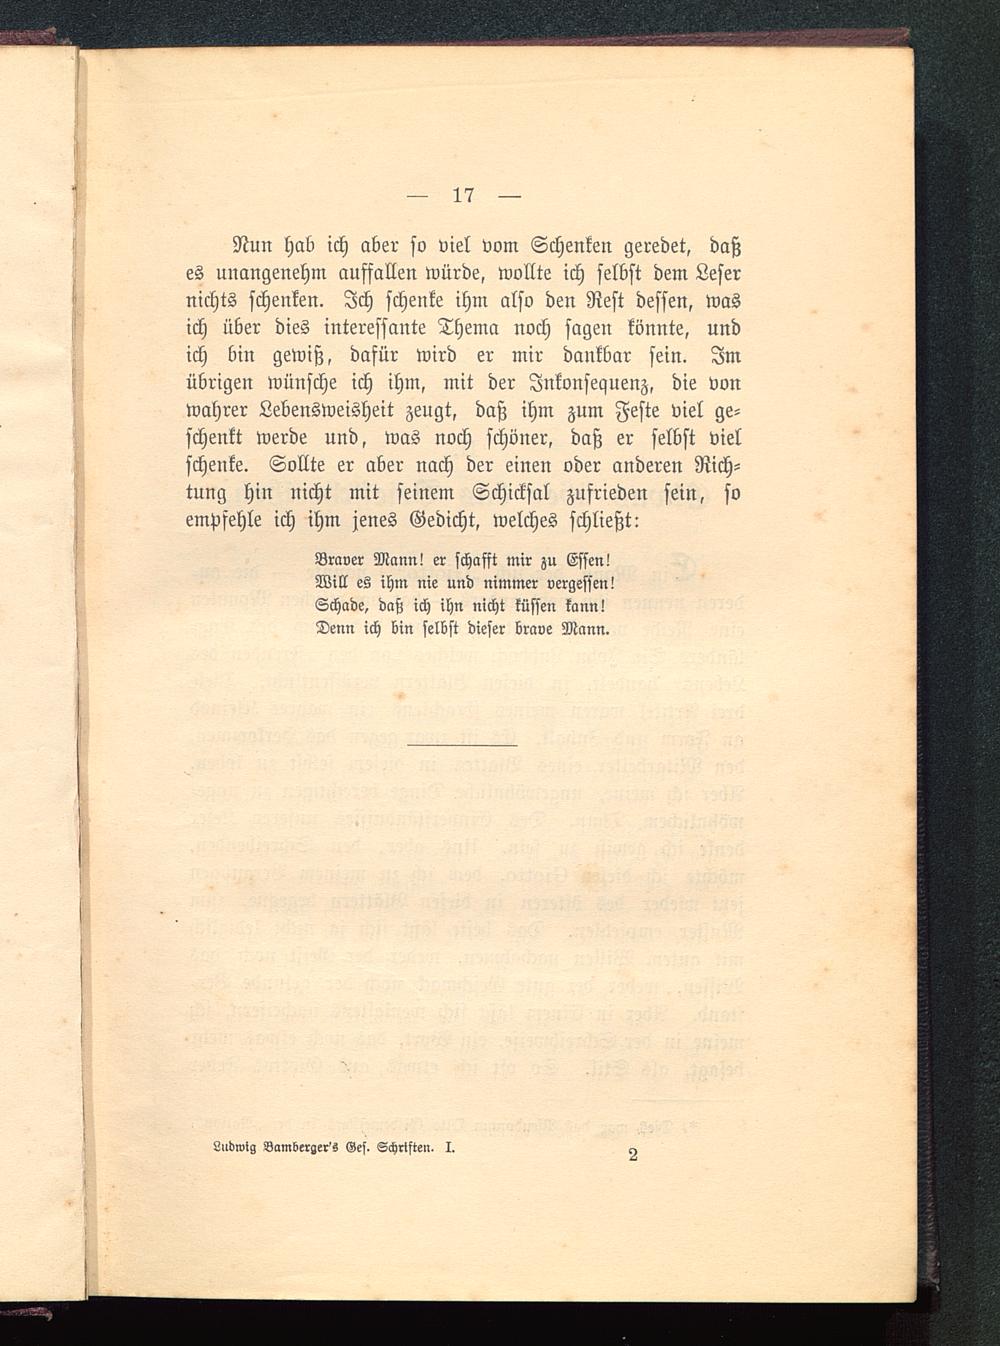 — 17 —
Nun hab ich aber so viel vom Schenken geredet, daß
es unangenehm auffallen würde, wollte ich selbst dem Leser
nichts schenken. Ich schenke ihm also den Rest dessen, was
ich über dies interessante Thema noch sagen könnte, und
ich bin gewiß, dafür wird er mir dankbar sein. Im
übrigen wünsche ich ihm, mit der Inkonsequenz, die von
wahrer Lebensweisheit zeugt, daß ihm zum Feste viel ge-
schenkt werde und, was noch schöner, daß er selbst viel
schenke. Sollte er aber nach der einen oder anderen Rich-
tung hin nicht mit seinem Schicksal zufrieden sein, so
empfehle ich ihm jenes Gedicht, welches schließt:
Braver Mann! er schafft mir zu Essen!
Will es ihm nie und nimmer vergessen!
Schade, daß ich ihn nicht küssen kann!
Denn ich bin selbst dieser brave Mann.
Ludwig Bamberger's Ges. Schriften. I.
2